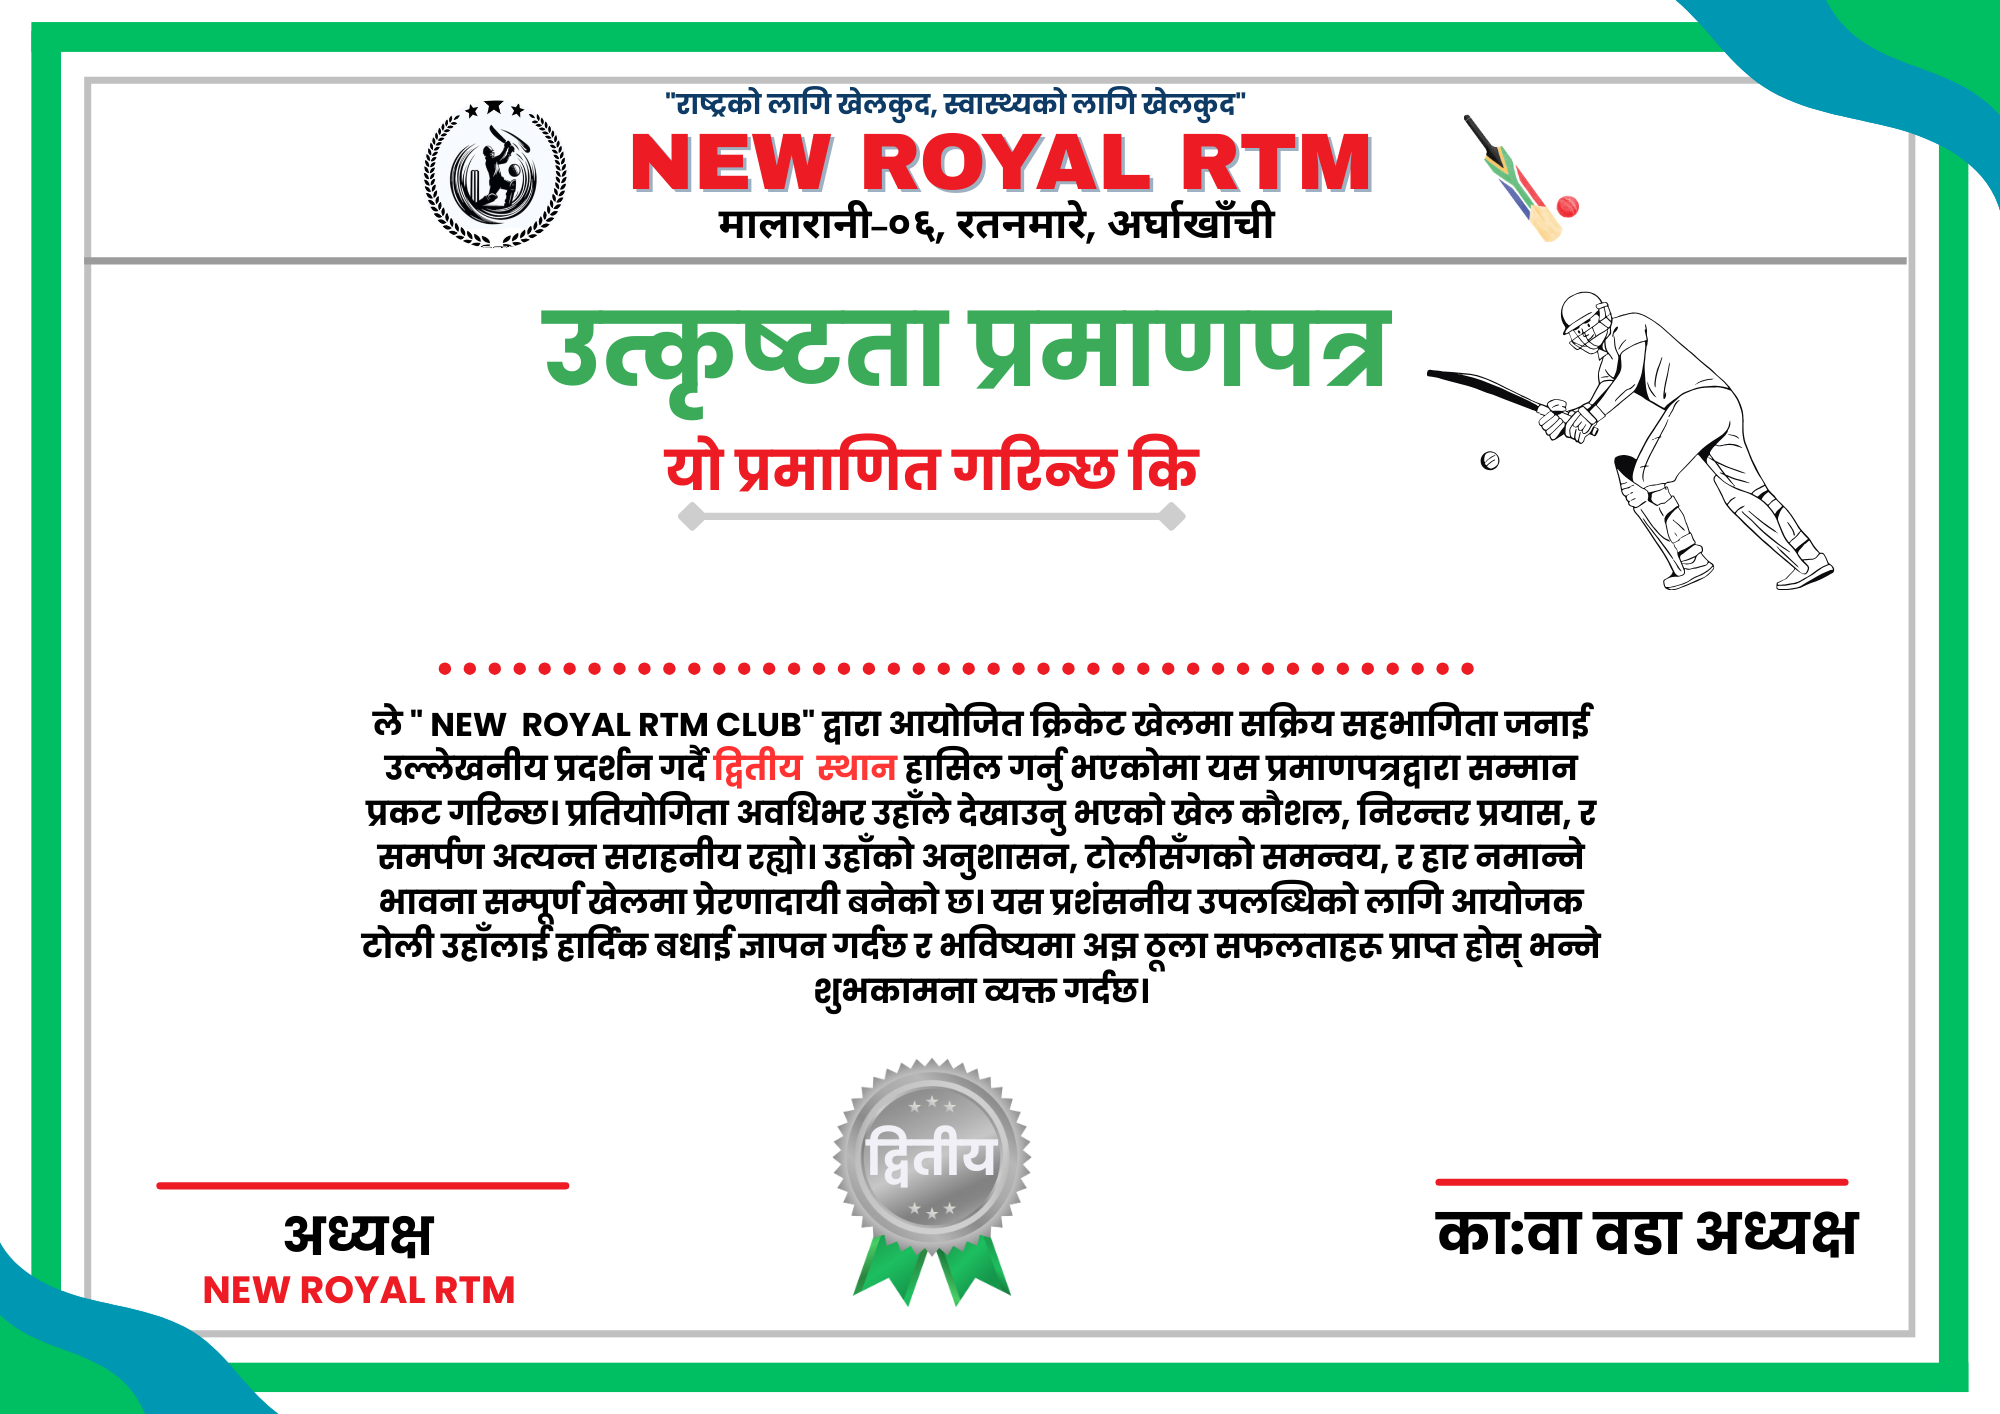 "राष्ट्रको लागि खेलकुद, स्वास्थ्यको लागि खेलकुद"
NEW ROYAL RTM
मालारानी–०६, रतनमारे, अर्घाखाँची
उत्कृष्टता प्रमाणपत्र
यो प्रमाणित गरिन्छ कि
ले " NEW ROYAL RTM CLUB" द्वारा आयोजित क्रिकेट खेलमा सक्रिय सहभागिता जनाई
उल्लेखनीय प्रदर्शन गर्दै द्वितीय स्थान हासिल गर्नु भएकोमा यस प्रमाणपत्रद्वारा सम्मान
प्रकट गरिन्छ। प्रतियोगिता अवधिभर उहाँले देखाउनु भएको खेल कौशल, निरन्तर प्रयास, र
समर्पण अत्यन्त सराहनीय रह्यो। उहाँको अनुशासन, टोलीसँगको समन्वय, र हार नमान्ने
भावना सम्पूर्ण खेलमा प्रेरणादायी बनेको छ। यस प्रशंसनीय उपलब्धिको लागि आयोजक
टोली उहाँलाई हार्दिक बधाई ज्ञापन गर्दछ र भविष्यमा अझ ठूला सफलताहरू प्राप्त होस् भन्ने
शुभकामना व्यक्त गर्दछ।
द्वितीय
अध्यक्ष
NEW ROYAL RTM
का:वा वडा अध्यक्ष